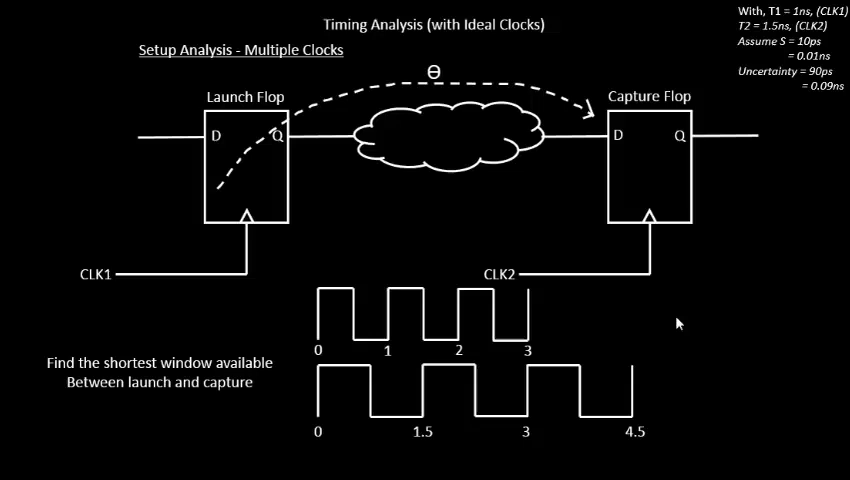 Timing Analysis (with Ideal Clocks)
With, T1 = 1ns, (CLK1)
T2 = 1.5ns, (CLK2)
Assume S = 10ps
= 0.01ns
Uncertainty = 90ps
= 0.09ns
Setup Analysis - Multiple Clocks
Θ
Launch Flop
Capture Flop
D
Q
D
Q
CLK1
CLK2
0 1 2 3
Find the shortest window available
Between launch and capture
0 1.5 3 4.5